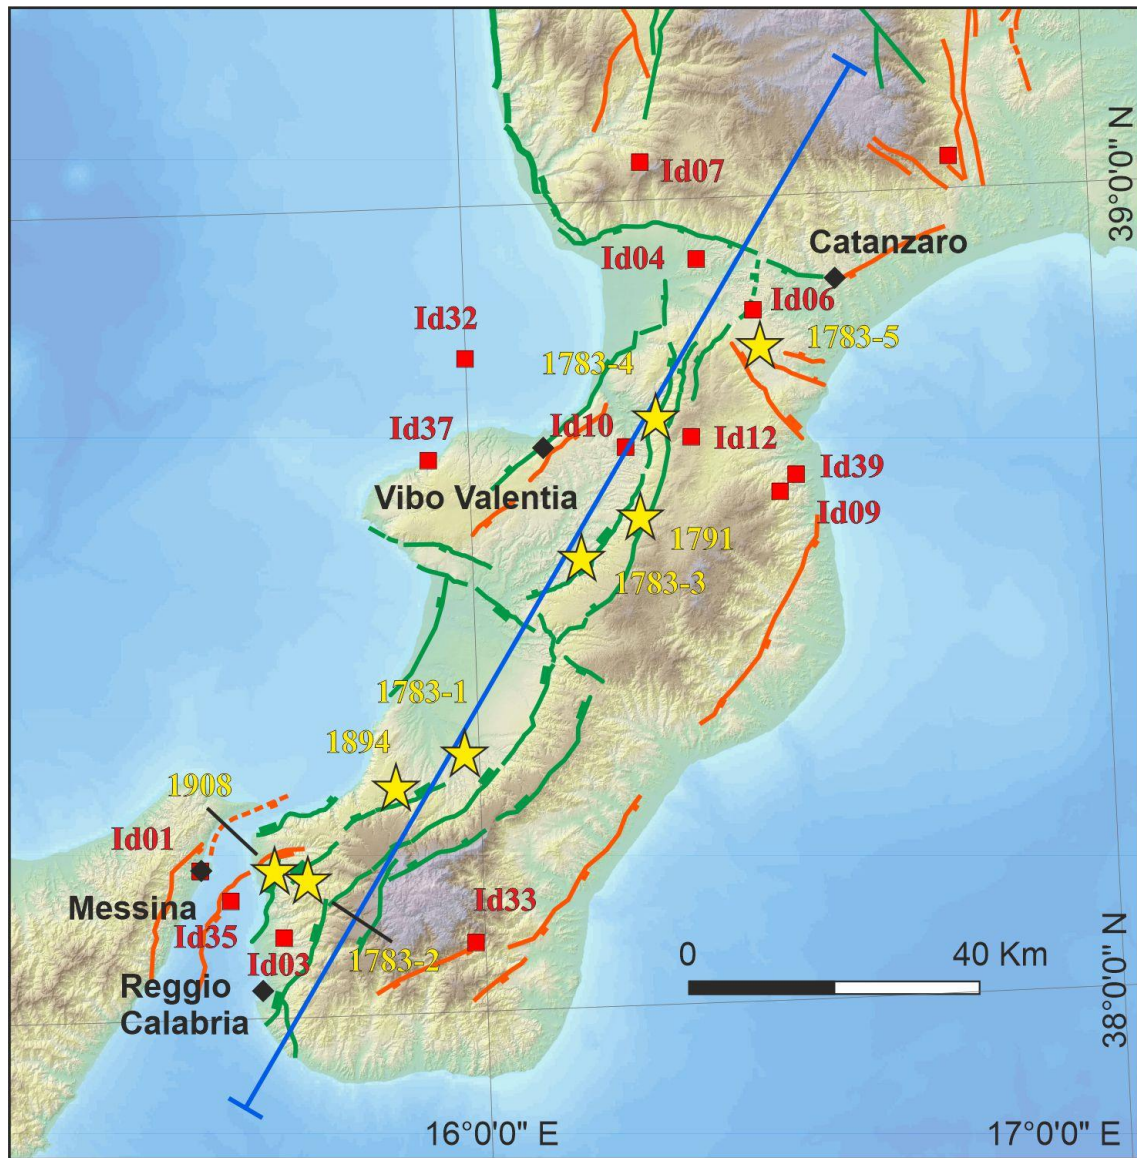 39°0'0" N
Id07
Catanzaro
Id04
Id06
Id32
1783-5
1783-4
Id37
Id10
Id12
Id39
Vibo Valentia
Id09
1791
1783-3
1783-1
1894
1908
Id01
Messina
Id33
Id35
1783-2
0 40 Km
Id03
Reggio
Calabria
38°0'0" N
16°0'0" E
17°0'0" E